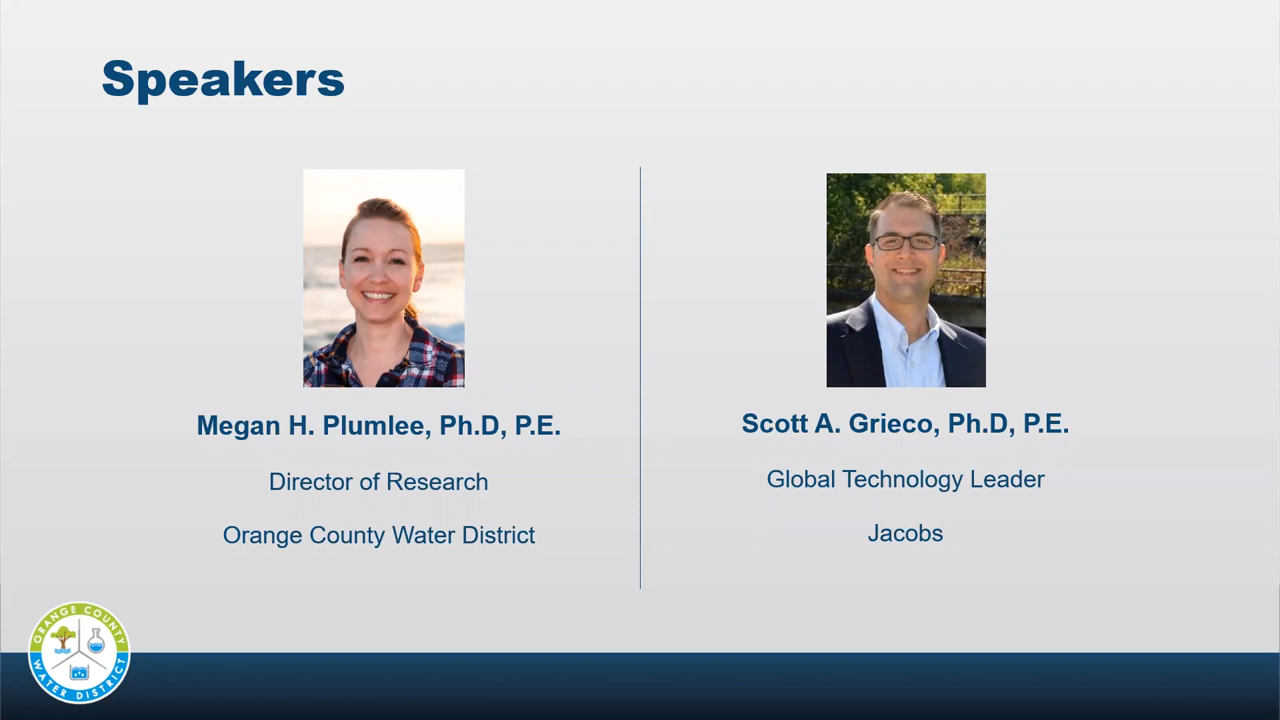 Speakers
Megan H. Plumlee, Ph.D, P.E.
Director of Research
Orange County Water District
Scott A. Grieco, Ph.D, P.E.
Global Technology Leader
Jacobs
ORANGE COUNTY
WATER DISTRICT